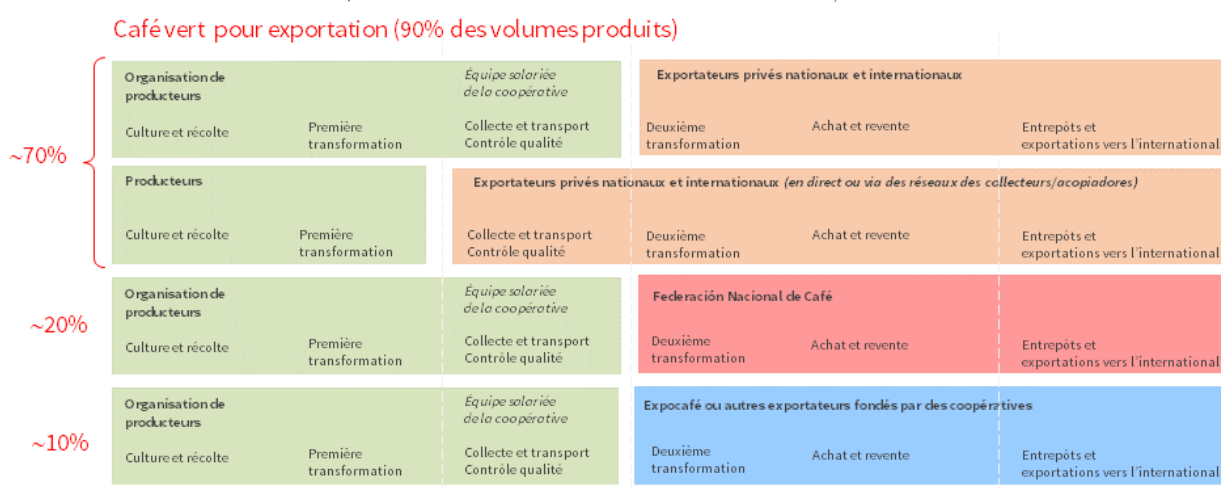 Café vert pour exportation (90% des volumes produits)
~70%
Organisation de
producteurs
Équipe salariée
de la coopérative
Exportateurs privés nationaux et internationaux
Culture et récolte
Première
transformation
Collecte et transport
Contrôle qualité
Deuxième
transformation
Achat et revente
Entrepôts et
exportations vers l'international
Producteurs
Exportateurs privés nationaux et internationaux (en direct ou via des réseaux des collecteurs/acopiadores)
Culture et récolte
Première
transformation
Collecte et transport
Contrôle qualité
Deuxième
transformation
Achat et revente
Entrepôts et
exportations vers l'international
~20%
Organisation de
producteurs
Équipe salariée
de la coopérative
Federación Nacional de Café
Culture et récolte
Première
transformation
Collecte et transport
Contrôle qualité
Deuxième
transformation
Achat et revente
Entrepôts et
exportations vers l'international
~10%
Organisation de
producteurs
Équipe salariée
de la coopérative
Expocafé ou autres exportateurs fondés par des coopératives
Culture et récolte
Première
transformation
Collecte et transport
Contrôle qualité
Deuxième
transformation
Achat et revente
Entrepôts et
exportations vers l'international